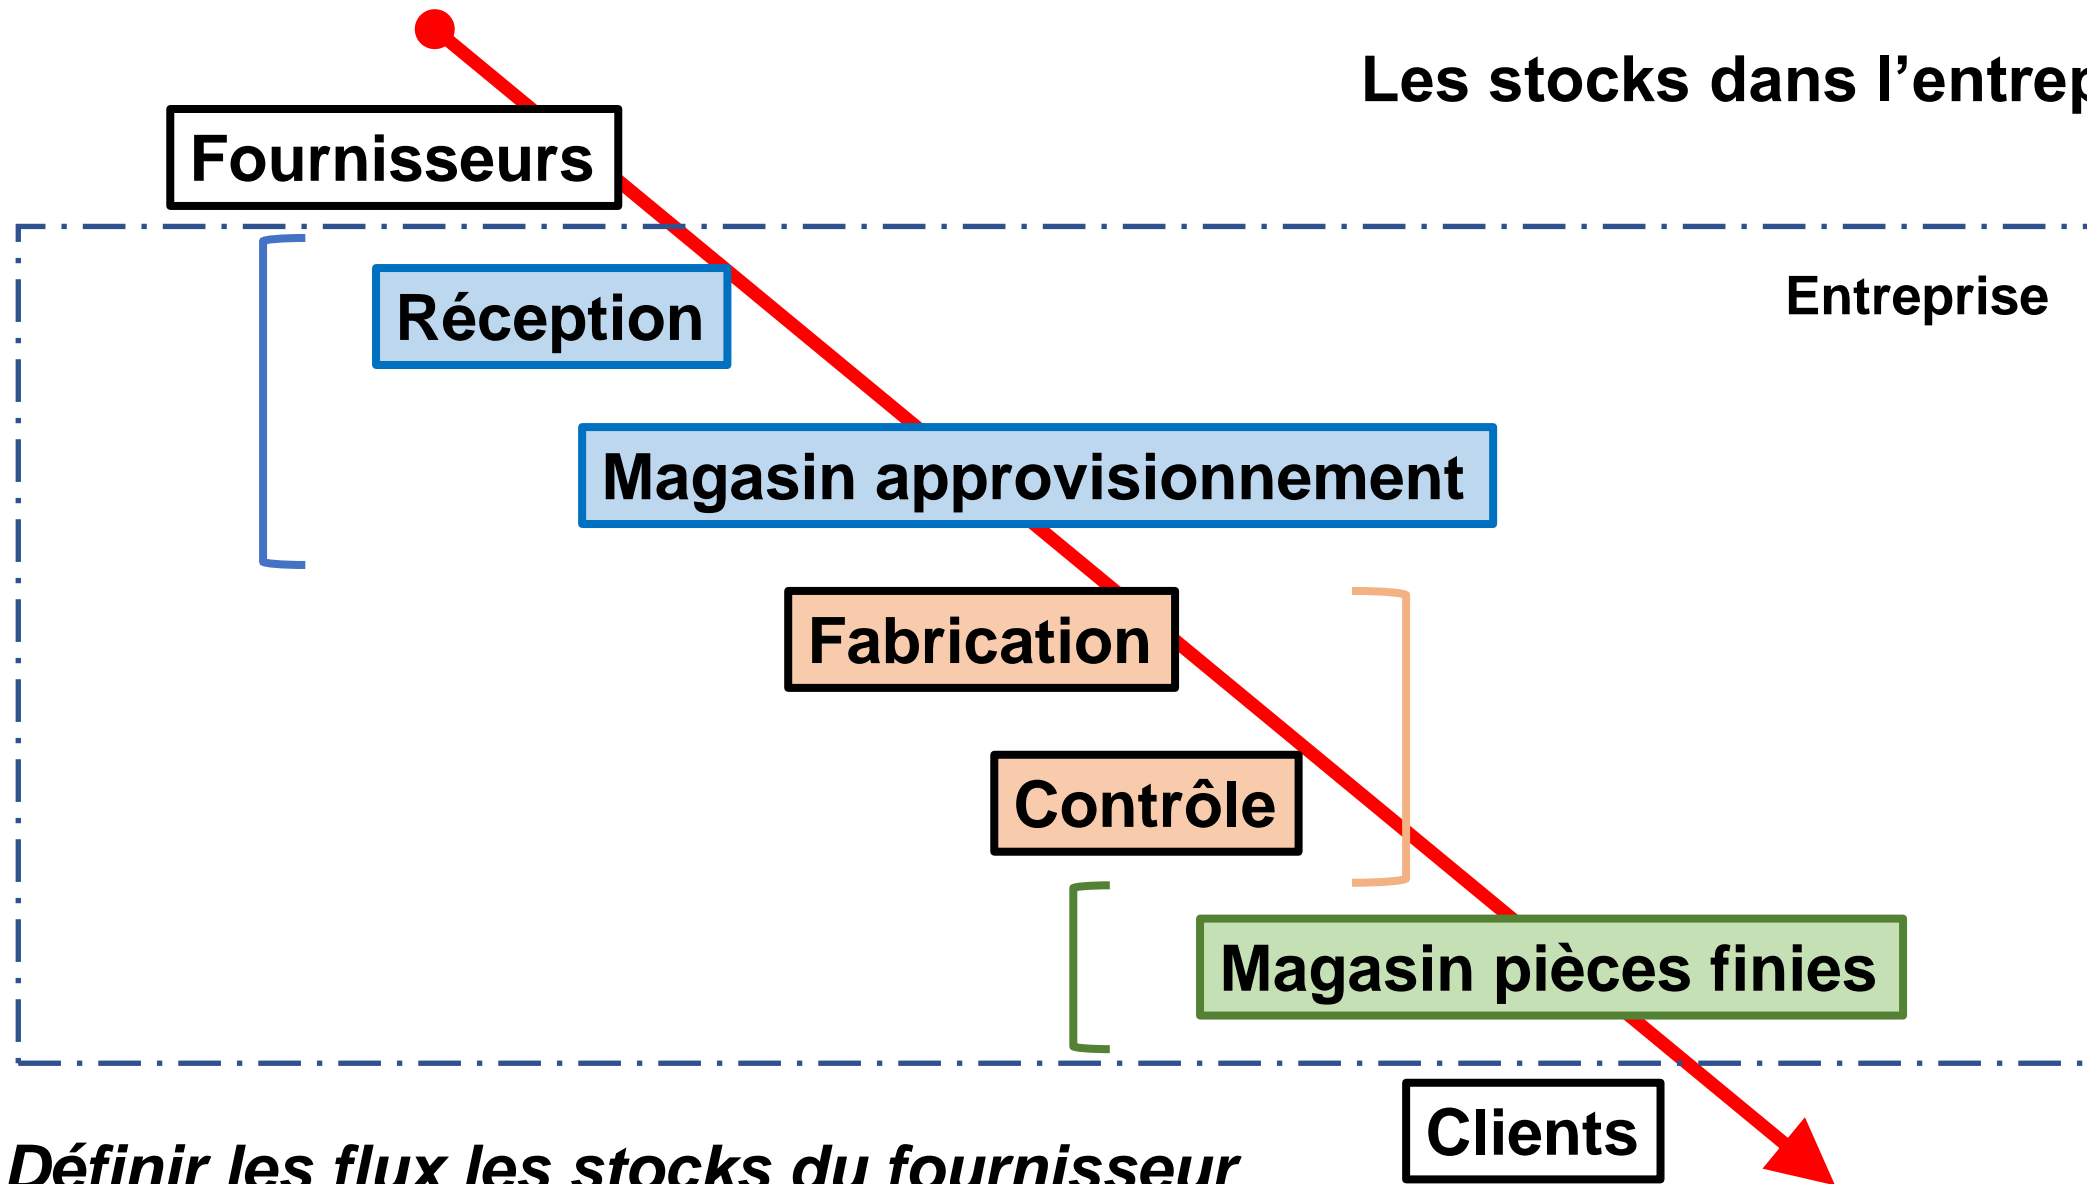 Les stocks dans l’entrep
Fournisseurs
Entreprise
Réception
Magasin approvisionnement
Fabrication
Contrôle
Magasin pièces finies
Clients
Définir les flux les stocks du fournisseur